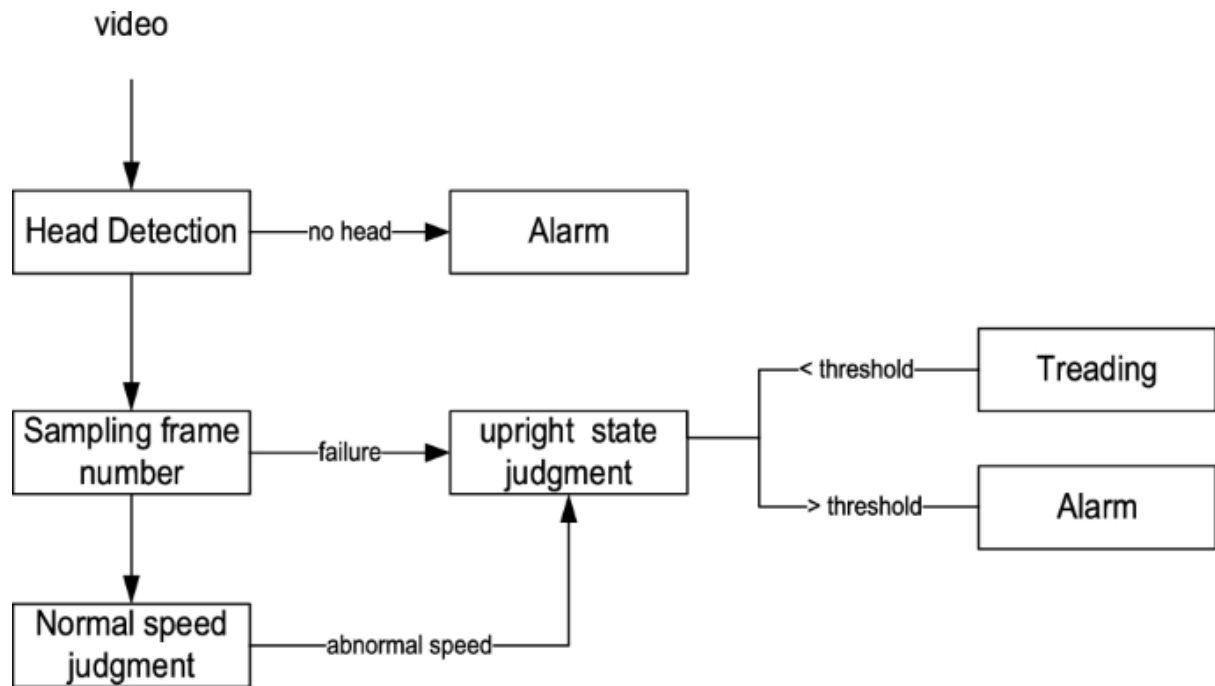 video
Head Detection
no head
Alarm
Sampling frame
number
failure
upright state
judgment
< threshold
Treading
> threshold
Alarm
Normal speed
judgment
abnormal speed